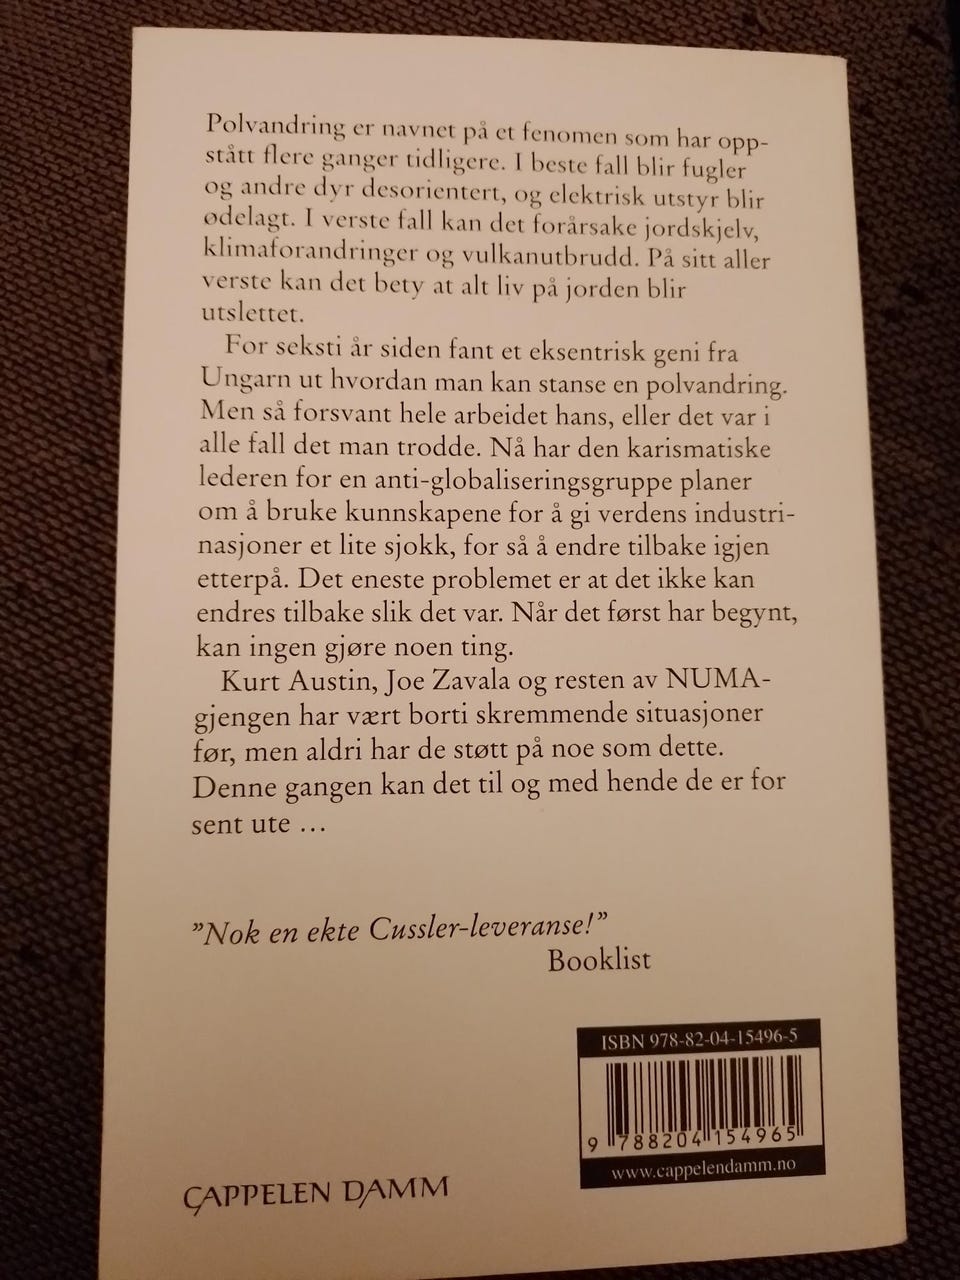 Polvandring er navnet på et fenomen som har opp-
stått flere ganger tidligere. I beste fall blir fugler
og andre dyr desorientert, og elektrisk utstyr blir
ødelagt. I verste fall kan det forårsake jordskjelv,
klimaforandringer og vulkanutbrudd. På sitt aller
verste kan det bety at alt liv på jorden blir
utslettet.
For seksti år siden fant et eksentrisk geni fra
Ungarn ut hvordan man kan stanse en polvandring.
Men så forsvant hele arbeidet hans, eller det var i
alle fall det man trodde. Nå har den karismatiske
lederen for en anti-globaliseringsgruppe planer
om å bruke kunnskapene for å gi verdens industri-
nasjoner et lite sjokk, for så å endre tilbake igjen
etterpå. Det eneste problemet er at det ikke kan
endres tilbake slik det var. Når det først har begynt,
kan ingen gjøre noen ting.
Kurt Austin, Joe Zavala og resten av NUMA-
gjengen har vært borti skremmende situasjoner
før, men aldri har de støtt på noe som dette.
Denne gangen kan det til og med hende de er for
sent ute ...
”Nok en ekte Cussler-leveranse!”
Booklist
ISBN 978-82-04-15496-5
9 788204 154965
www.cappelendamm.no
CAPPELEN DAMM